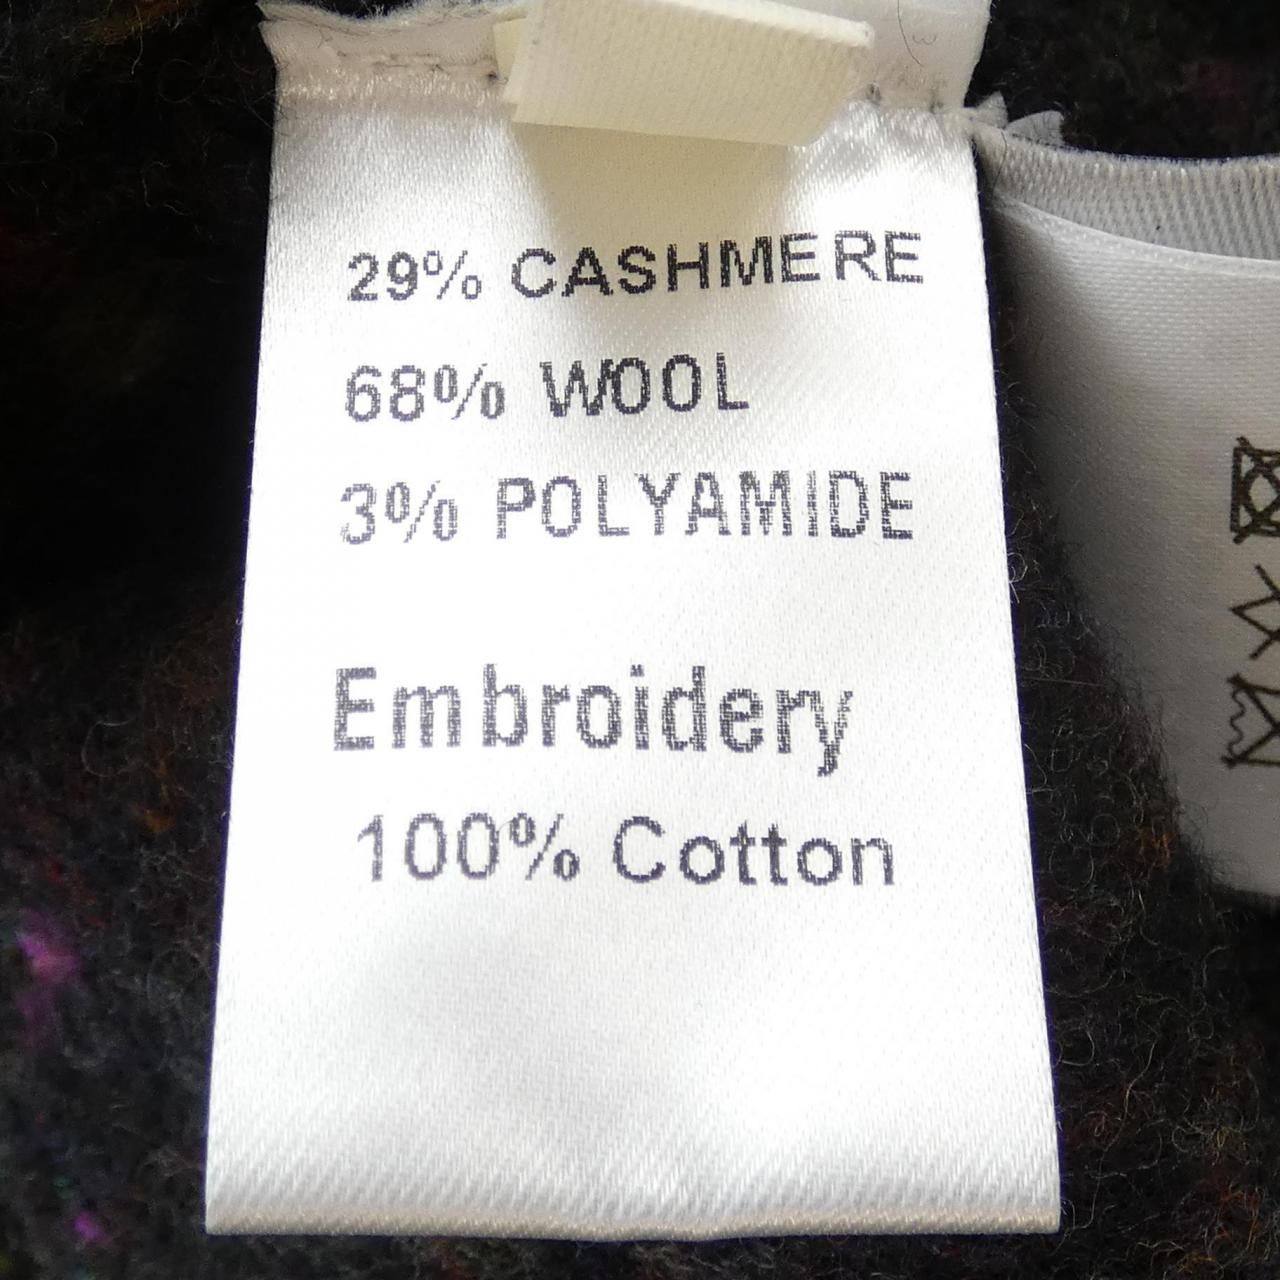 29% CASHMERE
68% WOOL
3% POLYAMIDE
Embroidery
100% Cotton